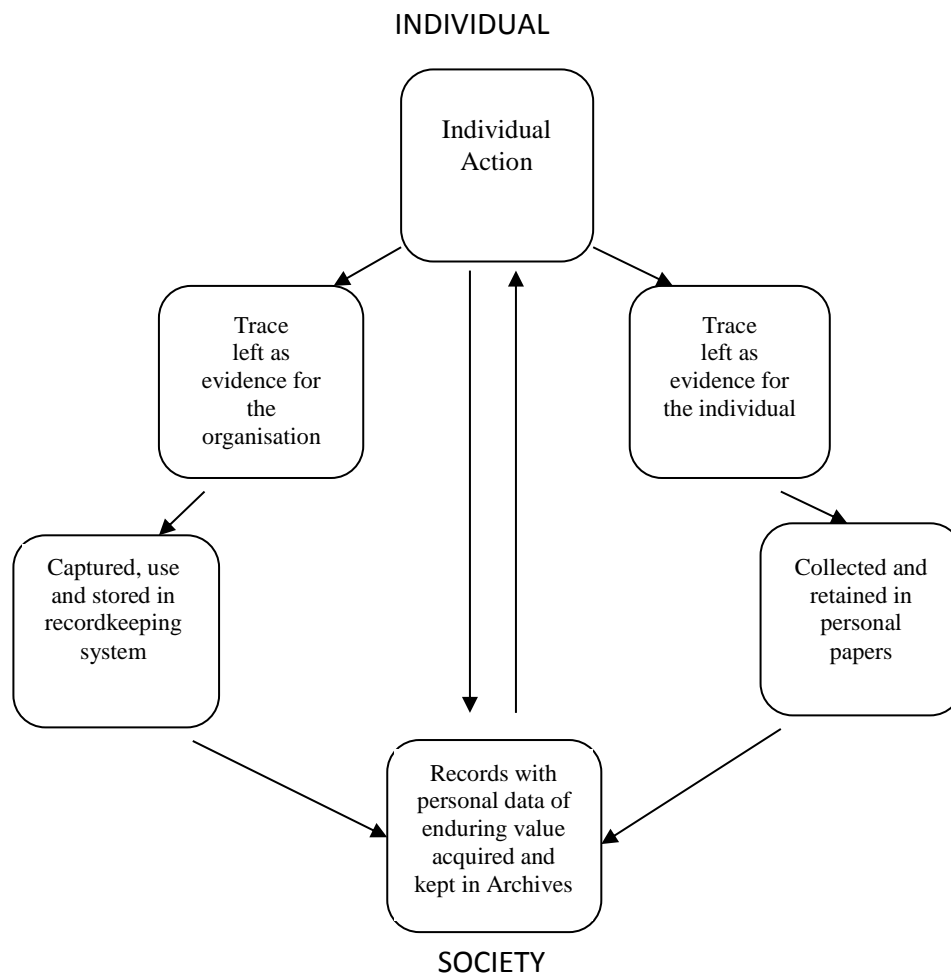 INDIVIDUAL
Individual
Action
Trace
left as
evidence for
the
organisation
Trace
left as
evidence for
the individual
Captured, use
and stored in
recordkeeping
system
Collected and
retained in
personal
papers
Records with
personal data of
enduring value
acquired and
kept in Archives
SOCIETY